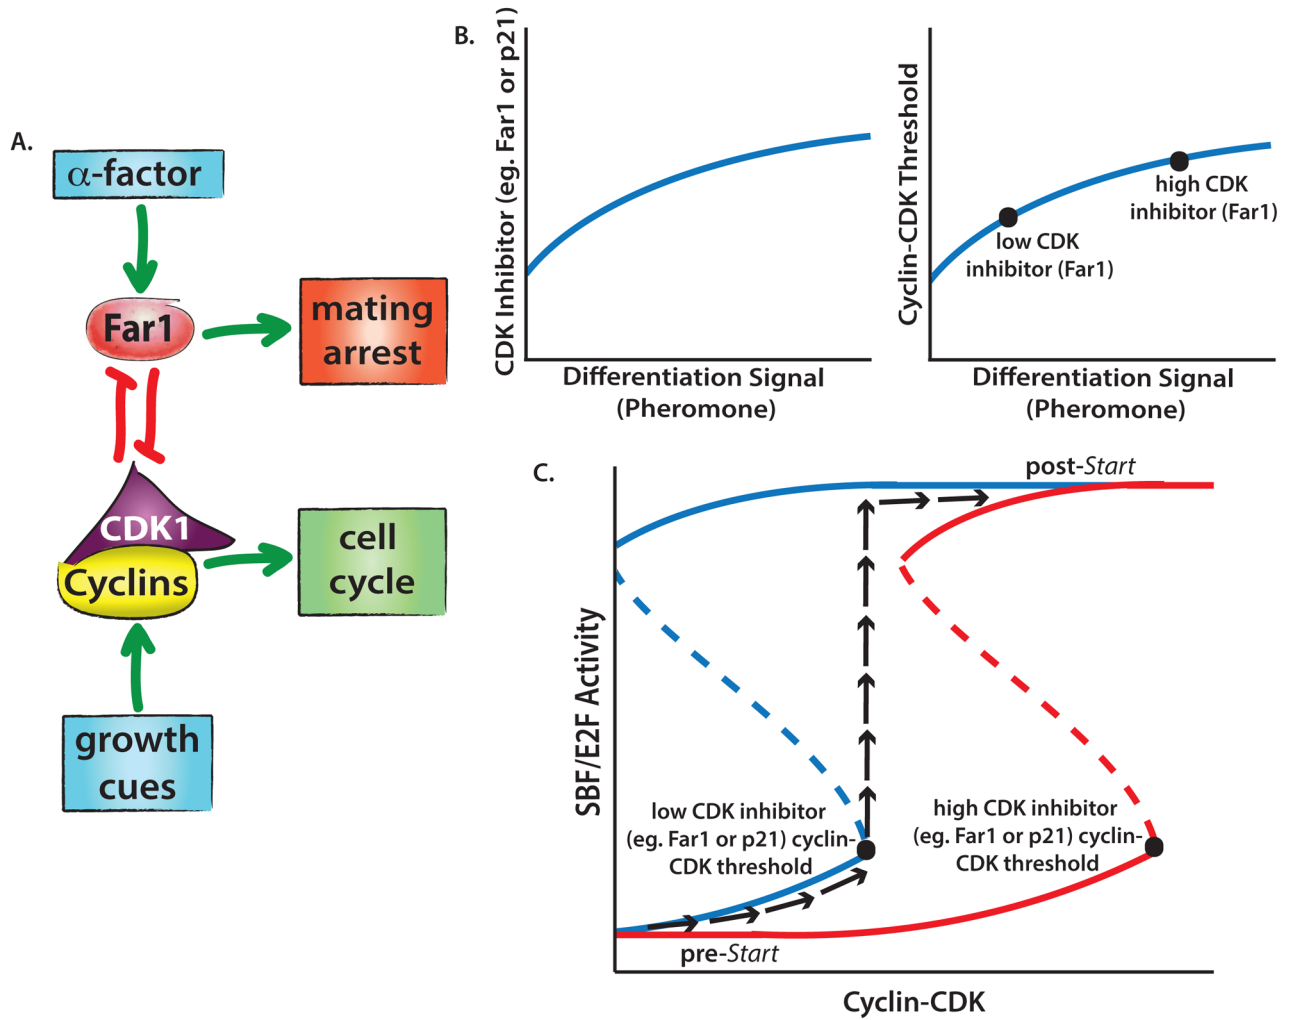 A.
α-factor
Far1
mating
arrest
CDK1
Cyclins
cell
cycle
growth
cues
B.
CDK Inhibitor (eg. Far1 or p21)
Differentiation Signal
(Pheromone)
Cyclin-CDK Threshold
high CDK
inhibitor (Far1)
low CDK
inhibitor (Far1)
Differentiation Signal
(Pheromone)
C.
post-Start
SBF/E2F Activity
low CDK inhibitor
(eg. Far1 or p21) cyclin-
CDK threshold
high CDK inhibitor
(eg. Far1 or p21) cyclin-
CDK threshold
pre-Start
Cyclin-CDK